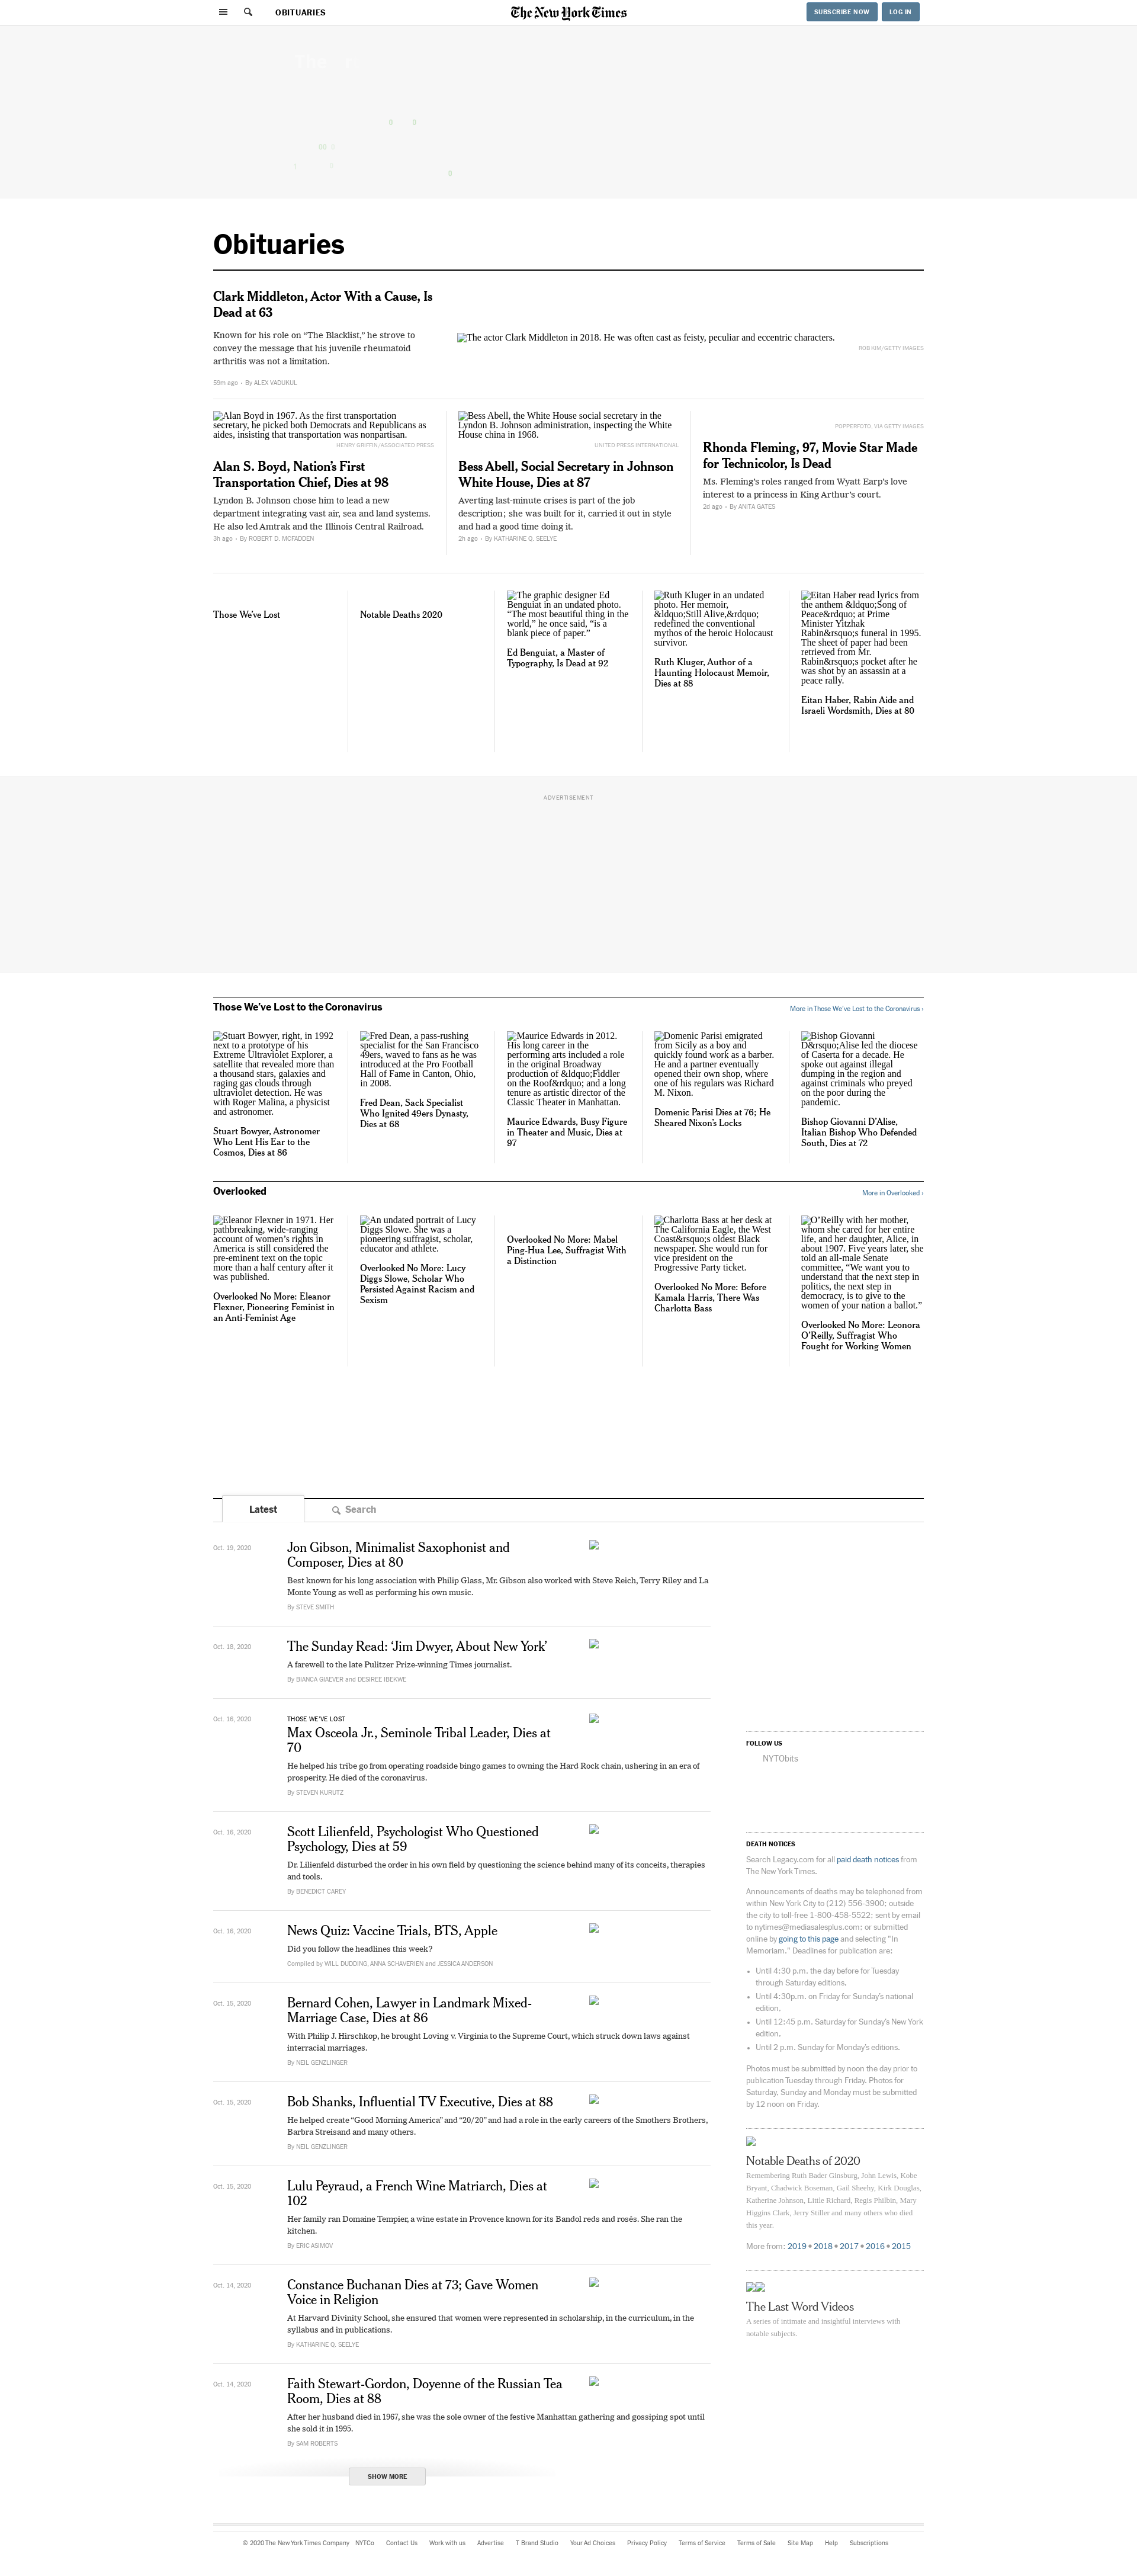 OBITUARIES
The New York Times
SUBSCRIBE NOW
LOG IN
Obituaries
Clark Middleton, Actor With a Cause, Is
Dead at 63
Known for his role on “The Blacklist,” he strove to
convey the message that his juvenile rheumatoid
arthritis was not a limitation.
59m ago • By ALEX VADUKUL
The actor Clark Middleton in 2018. He was often cast as feisty, peculiar and eccentric characters.
ROB KIM/GETTY IMAGES
Alan Boyd in 1967. As the first transportation
secretary, he picked both Democrats and Republicans as
aides, insisting that transportation was nonpartisan.
HENRY GRIFFIN/ASSOCIATED PRESS
Alan S. Boyd, Nation’s First
Transportation Chief, Dies at 98
Lyndon B. Johnson chose him to lead a new
department integrating vast air, sea and land systems.
He also led Amtrak and the Illinois Central Railroad.
3h ago • By ROBERT D. MCFADDEN
Bess Abell, the White House social secretary in the
Lyndon B. Johnson administration, inspecting the White
House china in 1968.
UNITED PRESS INTERNATIONAL
Bess Abell, Social Secretary in Johnson
White House, Dies at 87
Averting last-minute crises is part of the job
description; she was built for it, carried it out in style
and had a good time doing it.
2h ago • By KATHARINE Q. SEELYE
POPPERFOTO, VIA GETTY IMAGES
Rhonda Fleming, 97, Movie Star Made
for Technicolor, Is Dead
Ms. Fleming’s roles ranged from Wyatt Earp’s love
interest to a princess in King Arthur’s court.
2d ago • By ANITA GATES
Those We’ve Lost
Notable Deaths 2020
The graphic designer Ed
Benguiat in an undated photo.
“The most beautiful thing in the
world,” he once said, “is a
blank piece of paper.”
Ed Benguiat, a Master of
Typography, Is Dead at 92
Ruth Kluger in an undated
photo. Her memoir,
&ldquo;Still Alive,&rdquo;
redefined the conventional
mythos of the heroic Holocaust
survivor.
Ruth Kluger, Author of a
Haunting Holocaust Memoir,
Dies at 88
Eitan Haber read lyrics from
the anthem &ldquo;Song of
Peace&rdquo; at Prime
Minister Yitzhak
Rabin&rsquo;s funeral in 1995.
The sheet of paper had been
retrieved from Mr.
Rabin&rsquo;s pocket after he
was shot by an assassin at a
peace rally.
Eitan Haber, Rabin Aide and
Israeli Wordsmith, Dies at 80
ADVERTISEMENT
Those We’ve Lost to the Coronavirus
More in Those We’ve Lost to the Coronavirus ›
Stuart Bowyer, right, in 1992
next to a prototype of his
Extreme Ultraviolet Explorer, a
satellite that revealed more than
a thousand stars, galaxies and
raging gas clouds through
ultraviolet detection. He was
with Roger Malina, a physicist
and astronomer.
Stuart Bowyer, Astronomer
Who Lent His Ear to the
Cosmos, Dies at 86
Fred Dean, a pass-rushing
specialist for the San Francisco
49ers, waved to fans as he was
introduced at the Pro Football
Hall of Fame in Canton, Ohio,
in 2008.
Fred Dean, Sack Specialist
Who Ignited 49ers Dynasty,
Dies at 68
Maurice Edwards in 2012.
His long career in the
performing arts included a role
in the original Broadway
production of &ldquo;Fiddler
on the Roof&rdquo; and a long
tenure as artistic director of the
Classic Theater in Manhattan.
Maurice Edwards, Busy Figure
in Theater and Music, Dies at
97
Domenic Parisi emigrated
from Sicily as a boy and
quickly found work as a barber.
He and a partner eventually
opened their own shop, where
one of his regulars was Richard
M. Nixon.
Domenic Parisi Dies at 76; He
Sheared Nixon’s Locks
Bishop Giovanni
D&rsquo;Alise led the diocese
of Caserta for a decade. He
spoke out against illegal
dumping in the region and
against criminals who preyed
on the poor during the
pandemic.
Bishop Giovanni D’Alise,
Italian Bishop Who Defended
South, Dies at 72
Overlooked
More in Overlooked ›
Eleanor Flexner in 1971. Her
pathbreaking, wide-ranging
account of women’s rights in
America is still considered the
pre-eminent text on the topic
more than a half century after it
was published.
Overlooked No More: Eleanor
Flexner, Pioneering Feminist in
an Anti-Feminist Age
An undated portrait of Lucy
Diggs Slowe. She was a
pioneering suffragist, scholar,
educator and athlete.
Overlooked No More: Lucy
Diggs Slowe, Scholar Who
Persisted Against Racism and
Sexism
Overlooked No More: Mabel
Ping-Hua Lee, Suffragist With
a Distinction
Charlotta Bass at her desk at
The California Eagle, the West
Coast&rsquo;s oldest Black
newspaper. She would run for
vice president on the
Progressive Party ticket.
Overlooked No More: Before
Kamala Harris, There Was
Charlotta Bass
O’Reilly with her mother,
whom she cared for her entire
life, and her daughter, Alice, in
about 1907. Five years later, she
told an all-male Senate
committee, “We want you to
understand that the next step in
politics, the next step in
democracy, is to give to the
women of your nation a ballot.”
Overlooked No More: Leonora
O’Reilly, Suffragist Who
Fought for Working Women
Latest
Search
Oct. 19, 2020
Jon Gibson, Minimalist Saxophonist and
Composer, Dies at 80
Best known for his long association with Philip Glass, Mr. Gibson also worked with Steve Reich, Terry Riley and La
Monte Young as well as performing his own music.
By STEVE SMITH
Oct. 18, 2020
The Sunday Read: ‘Jim Dwyer, About New York’
A farewell to the late Pulitzer Prize-winning Times journalist.
By BIANCA GIAEVER and DESIREE IBEKWE
Oct. 16, 2020
THOSE WE’VE LOST
Max Osceola Jr., Seminole Tribal Leader, Dies at
70
He helped his tribe go from operating roadside bingo games to owning the Hard Rock chain, ushering in an era of
prosperity. He died of the coronavirus.
By STEVEN KURUTZ
Oct. 16, 2020
Scott Lilienfeld, Psychologist Who Questioned
Psychology, Dies at 59
Dr. Lilienfeld disturbed the order in his own field by questioning the science behind many of its conceits, therapies
and tools.
By BENEDICT CAREY
Oct. 16, 2020
News Quiz: Vaccine Trials, BTS, Apple
Did you follow the headlines this week?
Compiled by WILL DUDDING, ANNA SCHAVERIEN and JESSICA ANDERSON
Oct. 15, 2020
Bernard Cohen, Lawyer in Landmark Mixed-
Marriage Case, Dies at 86
With Philip J. Hirschkop, he brought Loving v. Virginia to the Supreme Court, which struck down laws against
interracial marriages.
By NEIL GENZLINGER
Oct. 15, 2020
Bob Shanks, Influential TV Executive, Dies at 88
He helped create “Good Morning America” and “20/20” and had a role in the early careers of the Smothers Brothers,
Barbra Streisand and many others.
By NEIL GENZLINGER
Oct. 15, 2020
Lulu Peyraud, a French Wine Matriarch, Dies at
102
Her family ran Domaine Tempier, a wine estate in Provence known for its Bandol reds and rosés. She ran the
kitchen.
By ERIC ASIMOV
Oct. 14, 2020
Constance Buchanan Dies at 73; Gave Women
Voice in Religion
At Harvard Divinity School, she ensured that women were represented in scholarship, in the curriculum, in the
syllabus and in publications.
By KATHARINE Q. SEELYE
Oct. 14, 2020
Faith Stewart-Gordon, Doyenne of the Russian Tea
Room, Dies at 88
After her husband died in 1967, she was the sole owner of the festive Manhattan gathering and gossiping spot until
she sold it in 1995.
By SAM ROBERTS
SHOW MORE
FOLLOW US
NYTObits
DEATH NOTICES
Search Legacy.com for all paid death notices from
The New York Times.
Announcements of deaths may be telephoned from
within New York City to (212) 556-3900; outside
the city to toll-free 1-800-458-5522; sent by email
to nytimes@mediasalesplus.com; or submitted
online by going to this page and selecting "In
Memoriam." Deadlines for publication are:
• Until 4:30 p.m. the day before for Tuesday
through Saturday editions.
• Until 4:30p.m. on Friday for Sunday’s national
edition.
• Until 12:45 p.m. Saturday for Sunday’s New York
edition.
• Until 2 p.m. Sunday for Monday’s editions.
Photos must be submitted by noon the day prior to
publication Tuesday through Friday. Photos for
Saturday, Sunday and Monday must be submitted
by 12 noon on Friday.
Notable Deaths of 2020
Remembering Ruth Bader Ginsburg, John Lewis, Kobe
Bryant, Chadwick Boseman, Gail Sheehy, Kirk Douglas,
Katherine Johnson, Little Richard, Regis Philbin, Mary
Higgins Clark, Jerry Stiller and many others who died
this year.
More from: 2019 • 2018 • 2017 • 2016 • 2015
The Last Word Videos
A series of intimate and insightful interviews with
notable subjects.
© 2020 The New York Times Company NYTCo Contact Us Work with us Advertise T Brand Studio Your Ad Choices Privacy Policy Terms of Service Terms of Sale Site Map Help Subscriptions